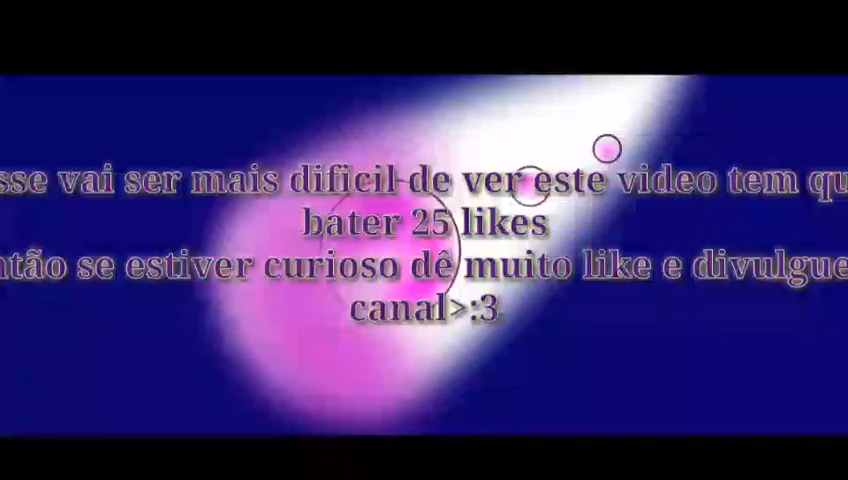 sse vai ser mais dificil de ver este video tem qu
bater 25 likes
ntão se estiver curioso dê muito like e divulgue
canal>:3